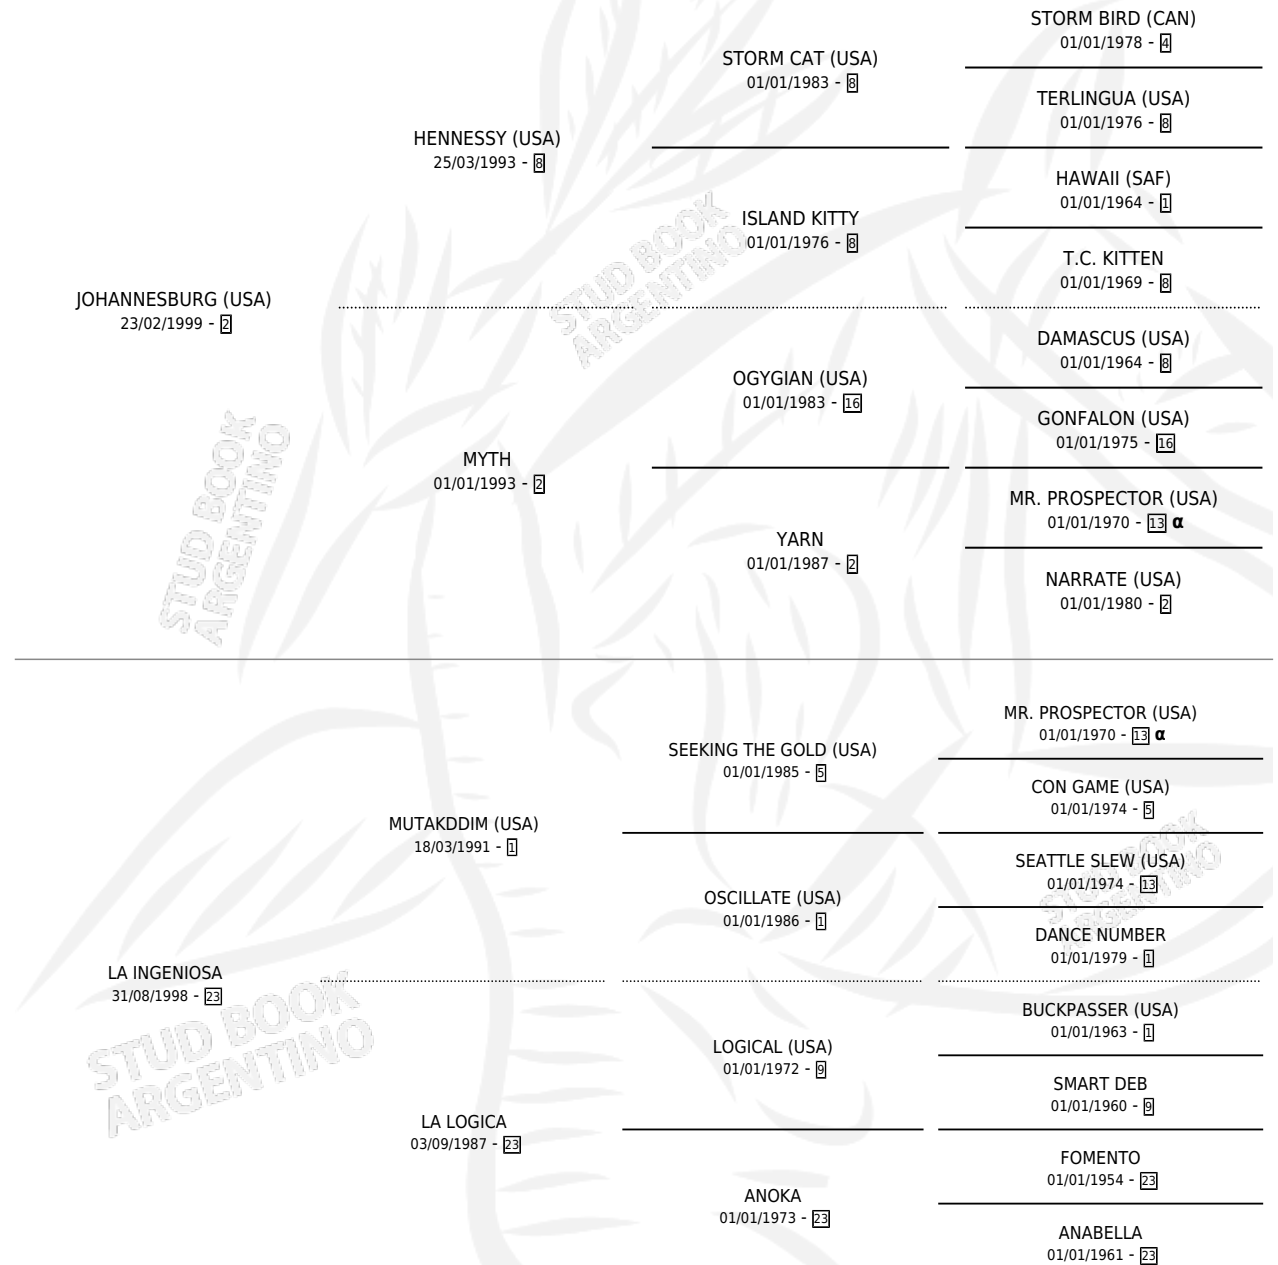 STORM BIRD (CAN)
01/01/1978 - 4
STORM CAT (USA)
01/01/1983 - 8
TERLINGUA (USA)
01/01/1976 - 8
HENNESSY (USA)
25/03/1993 - 8
HAWAII (SAF)
01/01/1964 - 1
ISLAND KITTY
01/01/1976 - 8
T.C. KITTEN
01/01/1969 - 8
JOHANNESBURG (USA)
23/02/1999 - 2
DAMASCUS (USA)
01/01/1964 - 8
OGYGIAN (USA)
01/01/1983 - 16
GONFALON (USA)
01/01/1975 - 16
MYTH
01/01/1993 - 2
MR. PROSPECTOR (USA)
01/01/1970 - 13 α
YARN
01/01/1987 - 2
NARRATE (USA)
01/01/1980 - 2
STUD BOOK
ARGENTINO
STUD BOOK
ARGENTINO
MR. PROSPECTOR (USA)
01/01/1970 - 13 α
SEEKING THE GOLD (USA)
01/01/1985 - 5
CON GAME (USA)
01/01/1974 - 5
MUTAKDDIM (USA)
18/03/1991 - 1
SEATTLE SLEW (USA)
01/01/1974 - 13
OSCILLATE (USA)
01/01/1986 - 1
DANCE NUMBER
01/01/1979 - 1
LA INGENIOSA
31/08/1998 - 23
BUCKPASSER (USA)
01/01/1963 - 1
LOGICAL (USA)
01/01/1972 - 9
SMART DEB
01/01/1960 - 9
LA LOGICA
03/09/1987 - 23
FOMENTO
01/01/1954 - 23
ANOKA
01/01/1973 - 23
ANABELLA
01/01/1961 - 23
STUD BOOK
ARGENTINO
STUD BOOK
ARGENTINO